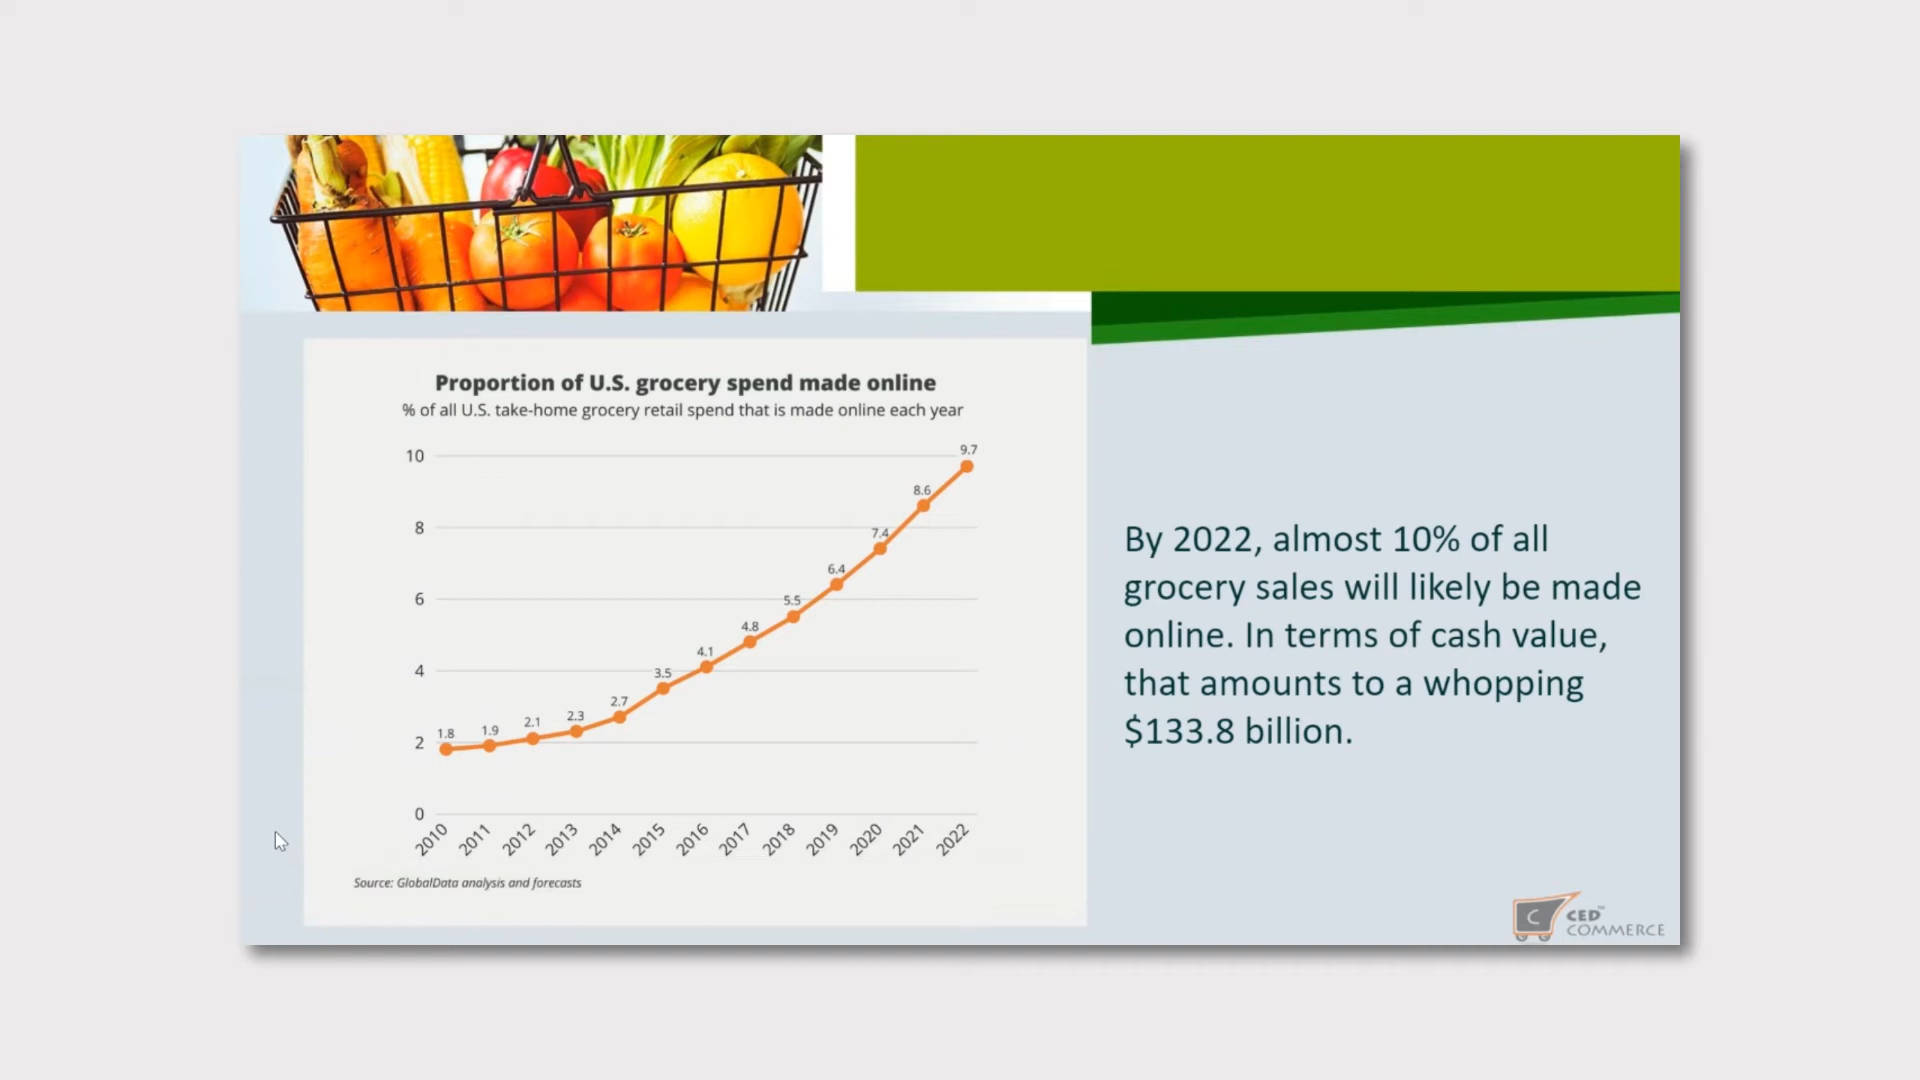 Proportion of U.S. grocery spend made online
% of all U.S. take-home grocery retail spend that is made online each year
10
8
6
4
2
0
1.8
1.9
2.1
2.3
2.7
3.5
4.1
4.8
5.5
6.4
7.4
8.6
9.7
2010
2011
2012
2013
2014
2015
2016
2017
2018
2019
2020
2021
2022
Source: GlobalData analysis and forecasts
By 2022, almost 10% of all
grocery sales will likely be made
online. In terms of cash value,
that amounts to a whopping
$133.8 billion.
C
CED™
COMMERCE